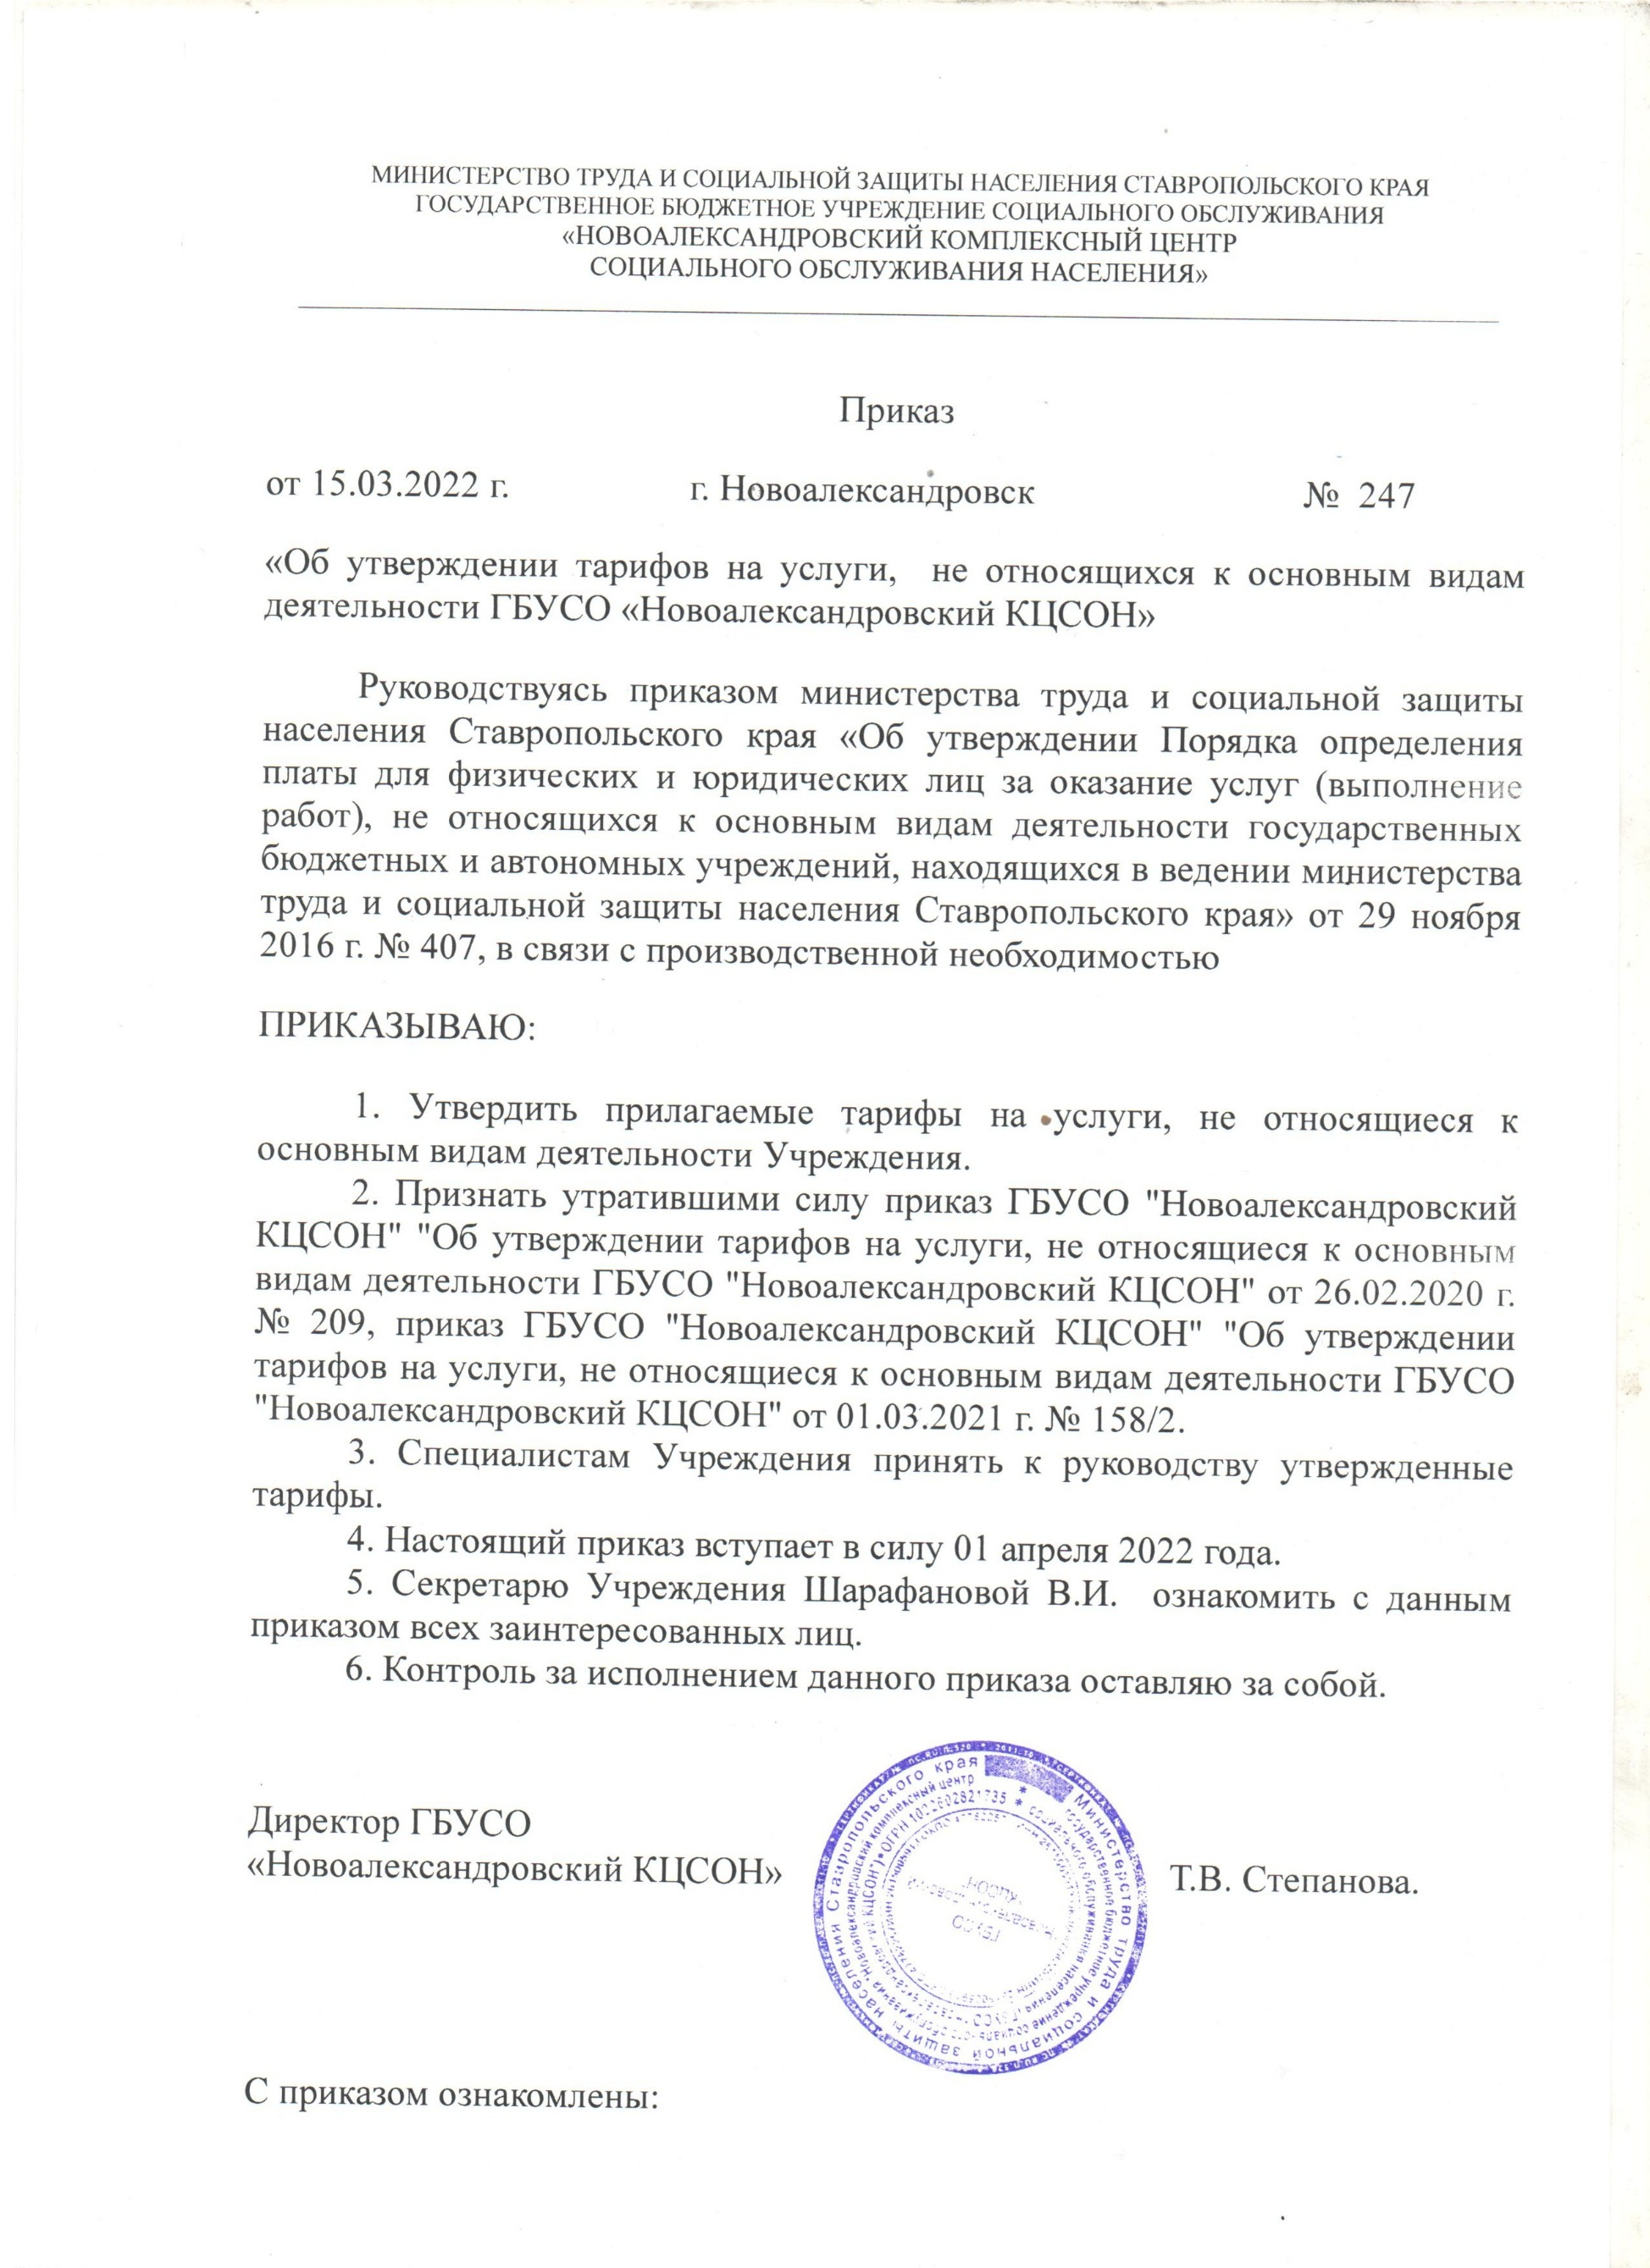 МИНИСТЕРСТВО ТРУДА И СОЦИАЛЬНОЙ ЗАЩИТЫ НАСЕЛЕНИЯ СТАВРОПОЛЬСКОГО КРАЯ
ГОСУДАРСТВЕННОЕ БЮДЖЕТНОЕ УЧРЕЖДЕНИЕ СОЦИАЛЬНОГО ОБСЛУЖИВАНИЯ
«НОВОАЛЕКСАНДРОВСКИЙ КОМПЛЕКСНЫЙ ЦЕНТР
СОЦИАЛЬНОГО ОБСЛУЖИВАНИЯ НАСЕЛЕНИЯ»
Приказ
от 15.03.2022 г. г. Новоалександровск № 247
«Об утверждении тарифов на услуги, не относящихся к основным видам
деятельности ГБУСО «Новоалександровский КЦСОН»
Руководствуясь приказом министерства труда и социальной защиты
населения Ставропольского края «Об утверждении Порядка определения
платы для физических и юридических лиц за оказание услуг (выполнение
работ), не относящихся к основным видам деятельности государственных
бюджетных и автономных учреждений, находящихся в ведении министерства
труда и социальной защиты населения Ставропольского края» от 29 ноября
2016 г. № 407, в связи с производственной необходимостью
ПРИКАЗЫВАЮ:
1. Утвердить прилагаемые тарифы на услуги, не относящиеся к
основным видам деятельности Учреждения.
2. Признать утратившими силу приказ ГБУСО "Новоалександровский
КЦСОН" "Об утверждении тарифов на услуги, не относящиеся к основным
видам деятельности ГБУСО "Новоалександровский КЦСОН" от 26.02.2020 г.
№ 209, приказ ГБУСО "Новоалександровский КЦСОН" "Об утверждении
тарифов на услуги, не относящиеся к основным видам деятельности ГБУСО
"Новоалександровский КЦСОН" от 01.03.2021 г. № 158/2.
3. Специалистам Учреждения принять к руководству утвержденные
тарифы.
4. Настоящий приказ вступает в силу 01 апреля 2022 года.
5. Секретарю Учреждения Шарафановой В.И. ознакомить с данным
приказом всех заинтересованных лиц.
6. Контроль за исполнением данного приказа оставляю за собой.
Директор ГБУСО
«Новоалександровский КЦСОН» Т.В. Степанова.
Министерство труда и социальной защиты населения Ставропольского края
С приказом ознакомлены: